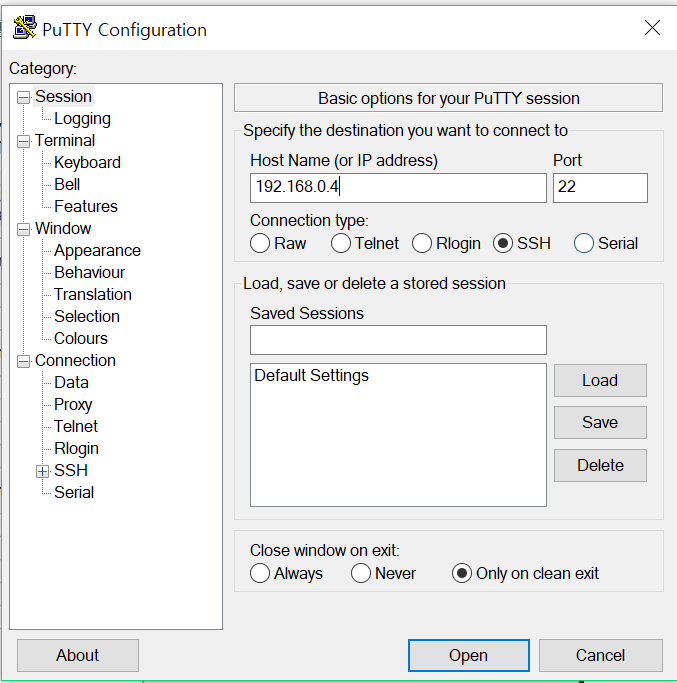 PuTTY Configuration
Category:
Session
Logging
Terminal
Keyboard
Bell
Features
Window
Appearance
Behaviour
Translation
Selection
Colours
Connection
Data
Proxy
Telnet
Rlogin
SSH
Serial
Basic options for your PuTTY session
Specify the destination you want to connect to
Host Name (or IP address) Port
192.168.0.4 22
Connection type:
Raw Telnet Rlogin SSH Serial
Load, save or delete a stored session
Saved Sessions
Default Settings
Load
Save
Delete
Close window on exit:
Always Never Only on clean exit
About Open Cancel